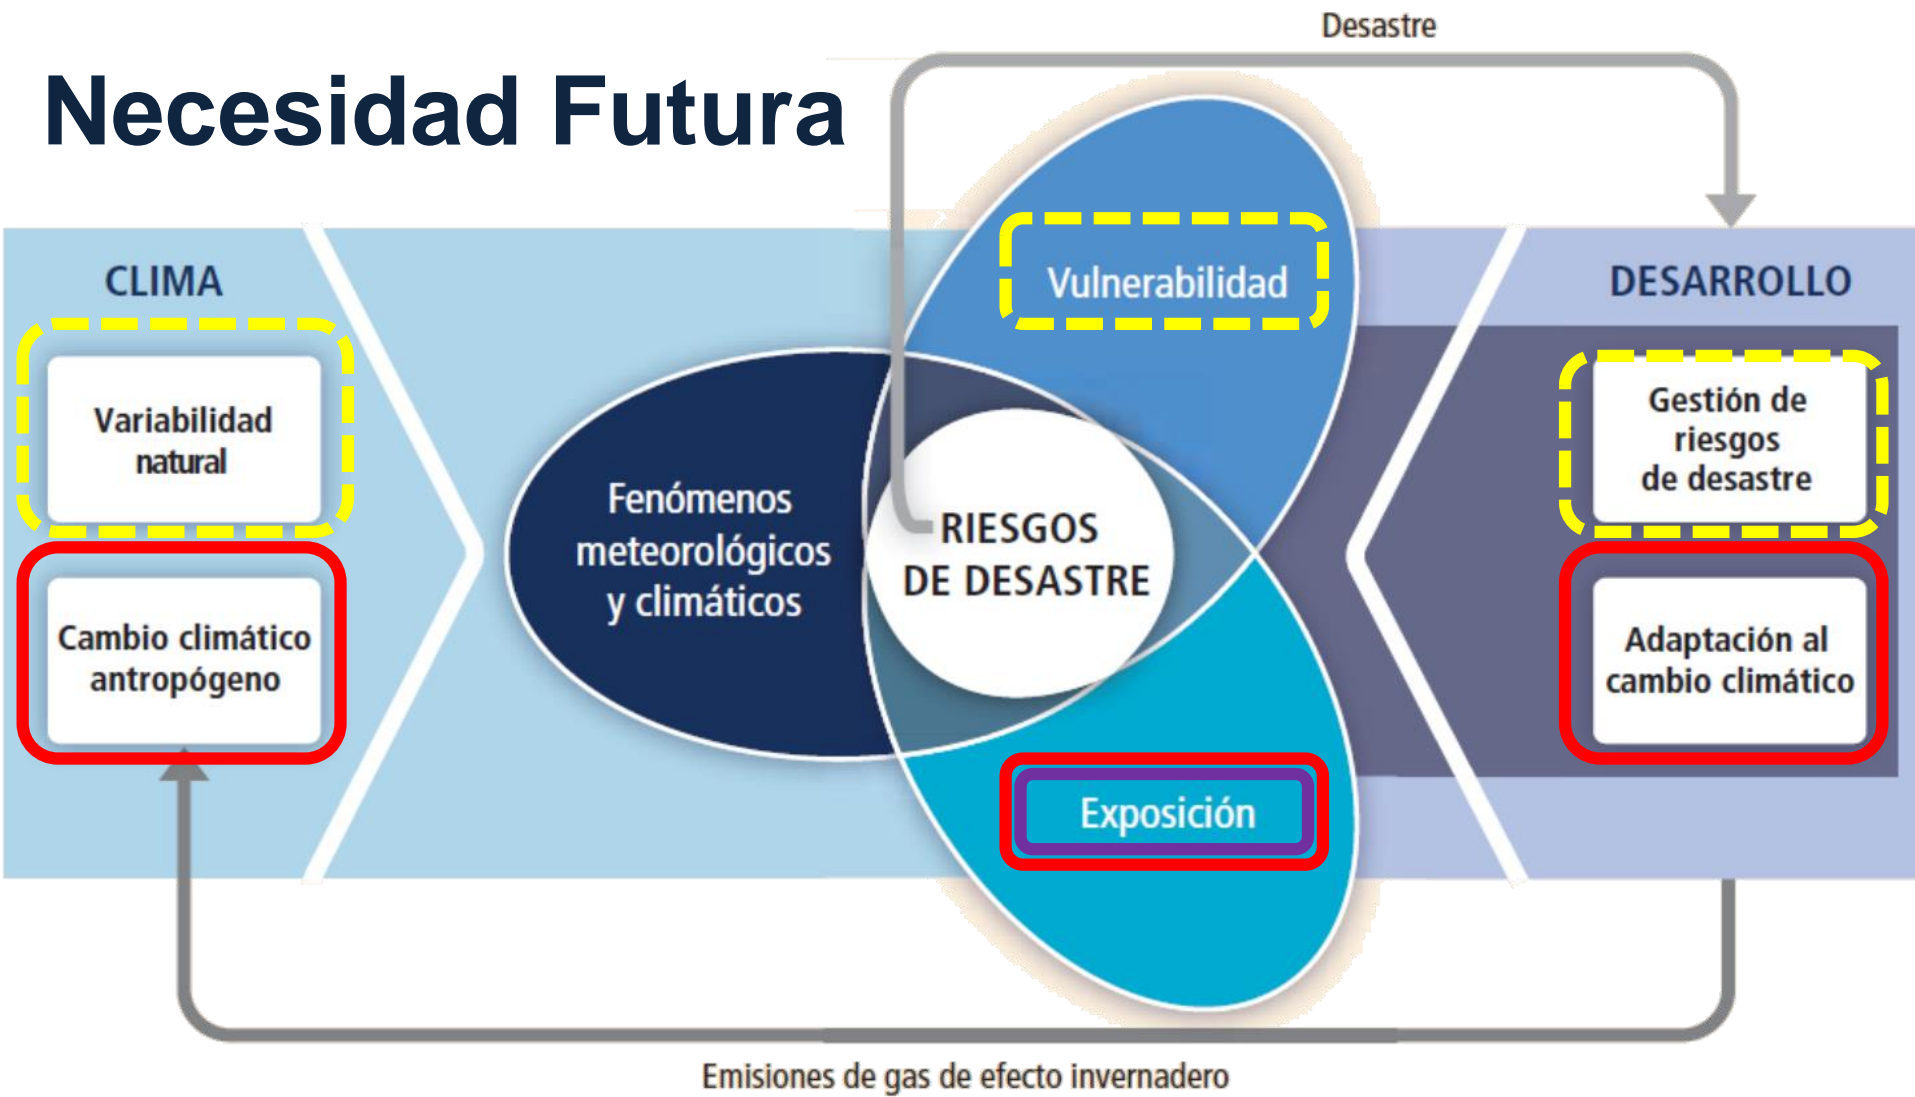 Desastre
Necesidad Futura
CLIMA
Variabilidad
natural
Cambio climático
antropógeno
Fenómenos
meteorológicos
y climáticos
Vulnerabilidad
RIESGOS
DE DESASTRE
Exposición
DESARROLLO
Gestión de
riesgos
de desastre
Adaptación al
cambio climático
Emisiones de gas de efecto invernadero